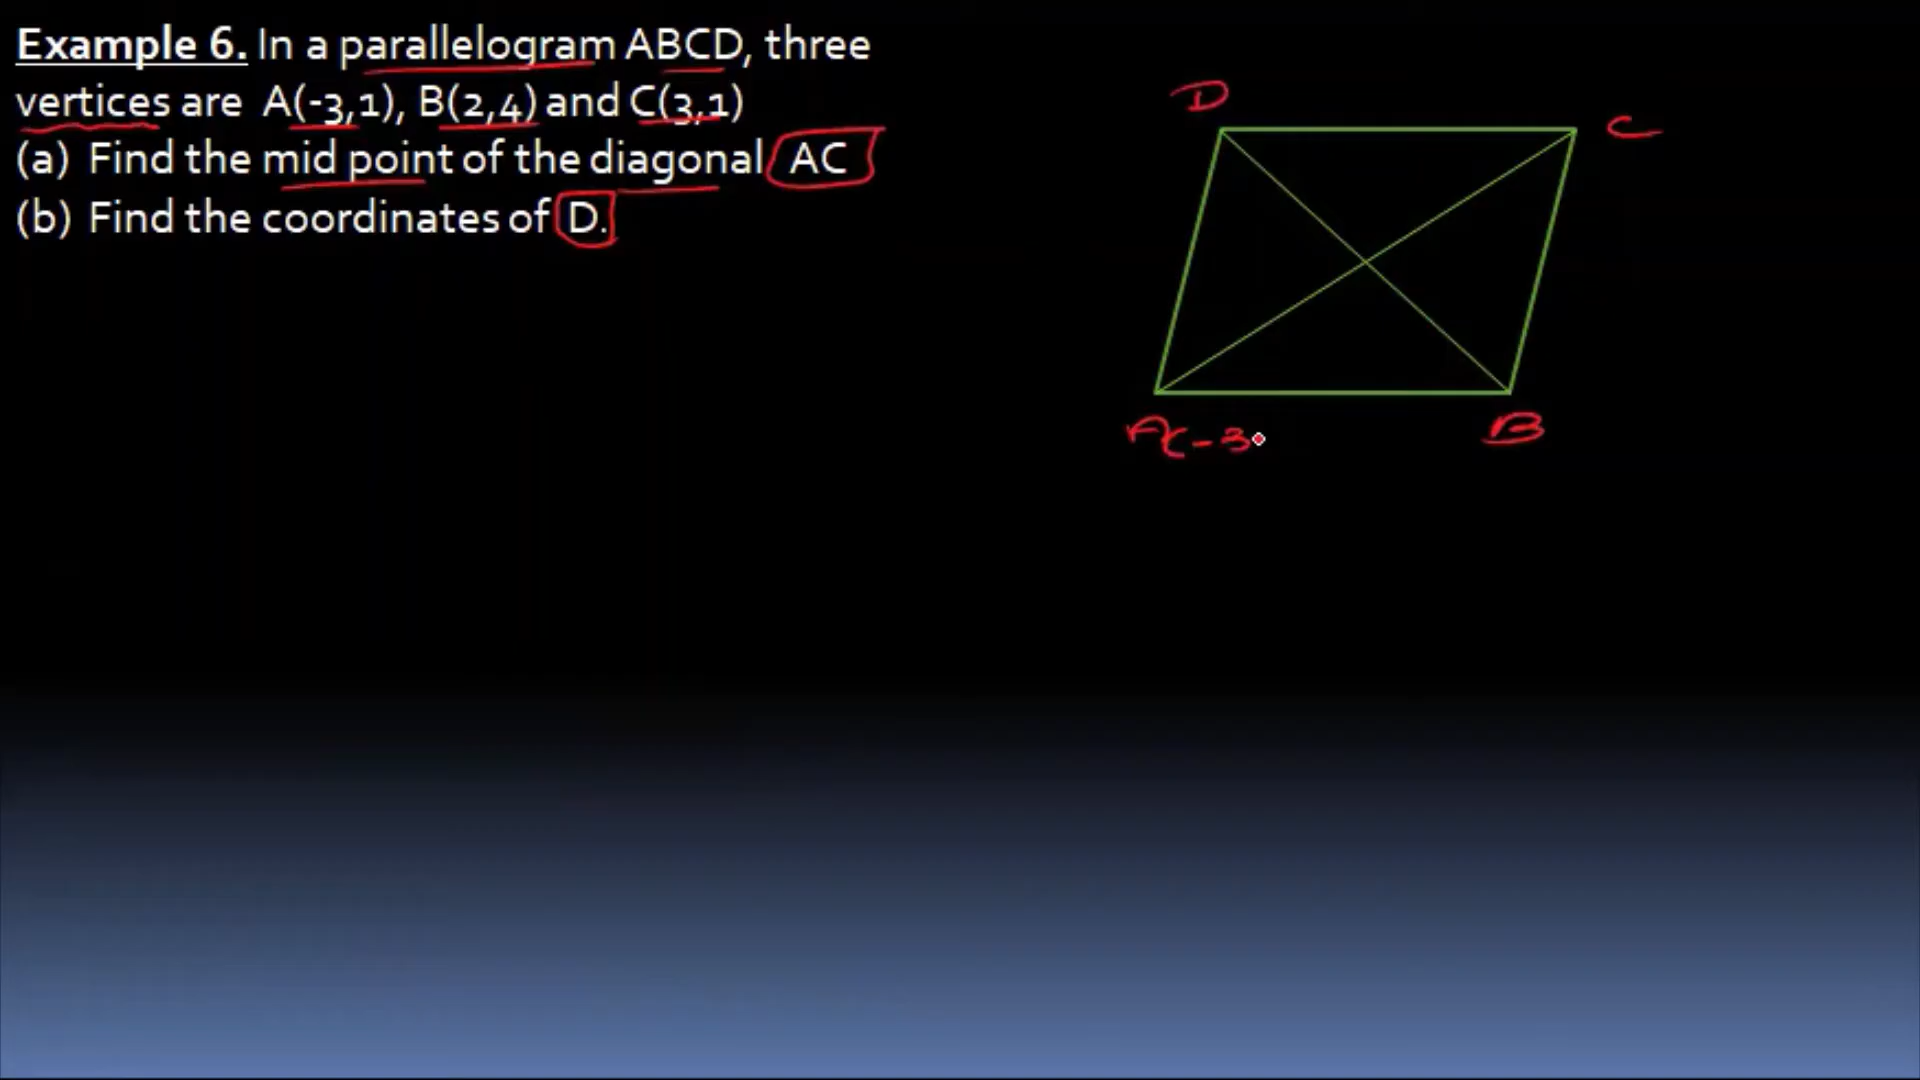 Example 6. In a parallelogram ABCD, three
vertices are A(-3,1), B(2,4) and C(3,1)
(a) Find the mid point of the diagonal AC
(b) Find the coordinates of D.
D
C
A(-3
B